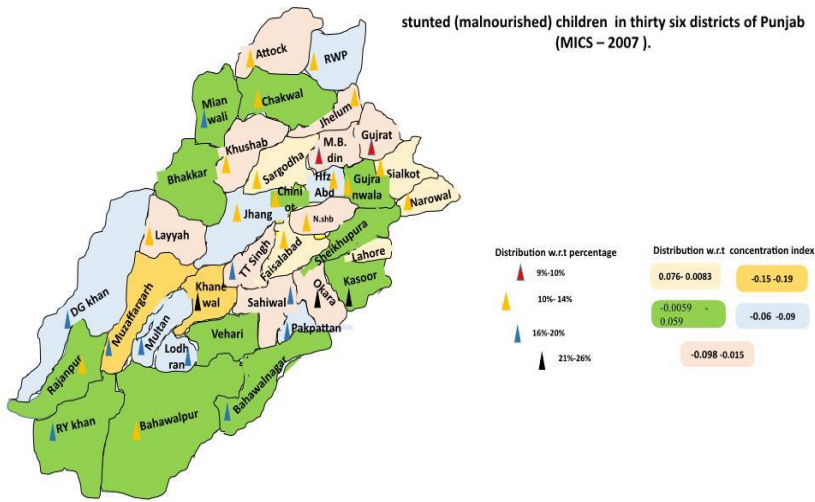 stunted (malnourished) children in thirty six districts of Punjab
(MICS – 2007 ).
Attock
RWP
Mian
wali
Chakwal
Jhelum
Khushab
M.B.
din
Gujrat
Sargodha
Hfz
Abd
Gujra
nwala
Sialkot
Narowal
Bhakkar
Chini
ot
Jhang
N.shb
Sheikhupura
Layyah
TT Singh
Faisalabad
Lahore
Kasoor
DG khan
Muzaffargarh
Khane
wal
Sahiwal
Okara
Multan
Pakpattan
Lodh
ran
Vehari
Rajanpur
Bahawalnagar
RY khan
Bahawalpur
Distribution w.r.t percentage
9%-10%
10%- 14%
16%-20%
21%-26%
Distribution w.r.t concentration index
0.076- 0.0083
-0.15 -0.19
-0.0059 -
0.059
-0.06 -0.09
-0.098 -0.015